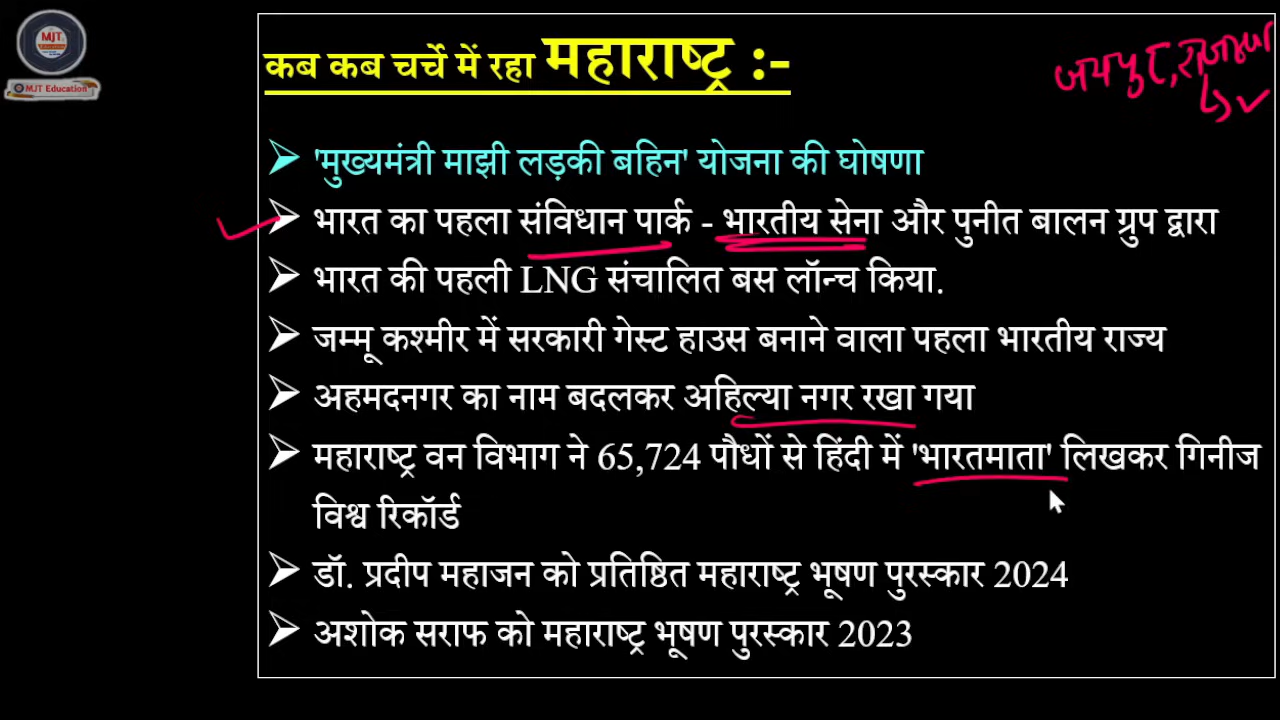 MJT
MJT Education
कब कब चर्चे में रहा महाराष्ट्र :-
जयपुर, राजस्थान
'मुख्यमंत्री माझी लड़की बहिन' योजना की घोषणा
भारत का पहला संविधान पार्क - भारतीय सेना और पुनीत बालन ग्रुप द्वारा
भारत की पहली LNG संचालित बस लॉन्च किया.
जम्मू कश्मीर में सरकारी गेस्ट हाउस बनाने वाला पहला भारतीय राज्य
अहमदनगर का नाम बदलकर अहिल्या नगर रखा गया
महाराष्ट्र वन विभाग ने 65,724 पौधों से हिंदी में 'भारतमाता' लिखकर गिनीज
विश्व रिकॉर्ड
डॉ. प्रदीप महाजन को प्रतिष्ठित महाराष्ट्र भूषण पुरस्कार 2024
अशोक सराफ को महाराष्ट्र भूषण पुरस्कार 2023